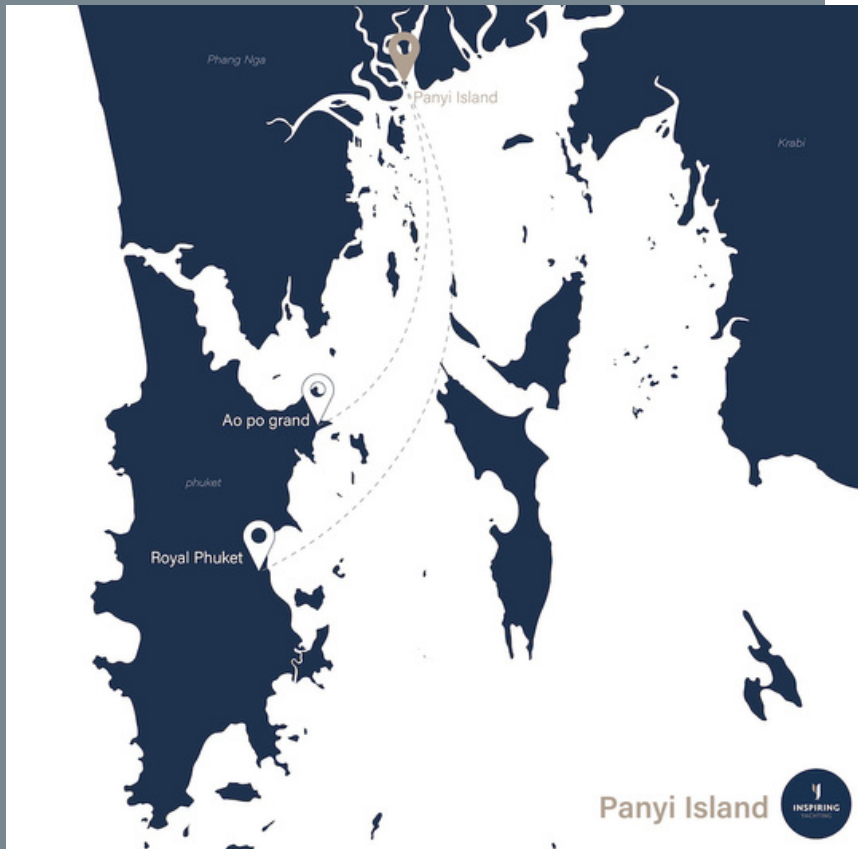 Phang Nga
Panyi Island
Krabi
Ao po grand
phuket
Royal Phuket
Panyi Island
INSPIRING
YACHTING